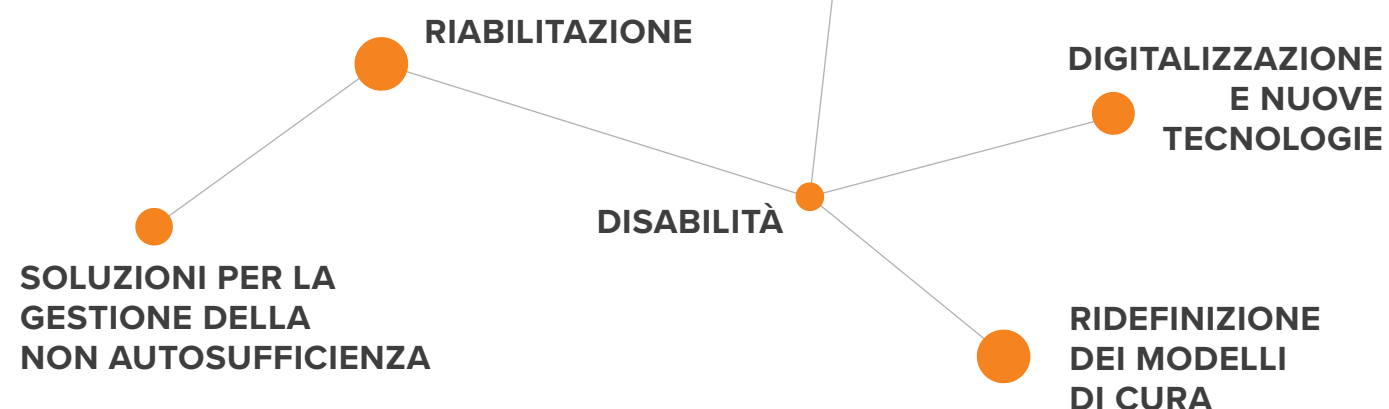 RIABILITAZIONE
DIGITALIZZAZIONE
E NUOVE
TECNOLOGIE
DISABILITÀ
SOLUZIONI PER LA
GESTIONE DELLA
NON AUTOSUFFICIENZA
RIDEFINIZIONE
DEI MODELLI
DI CURA